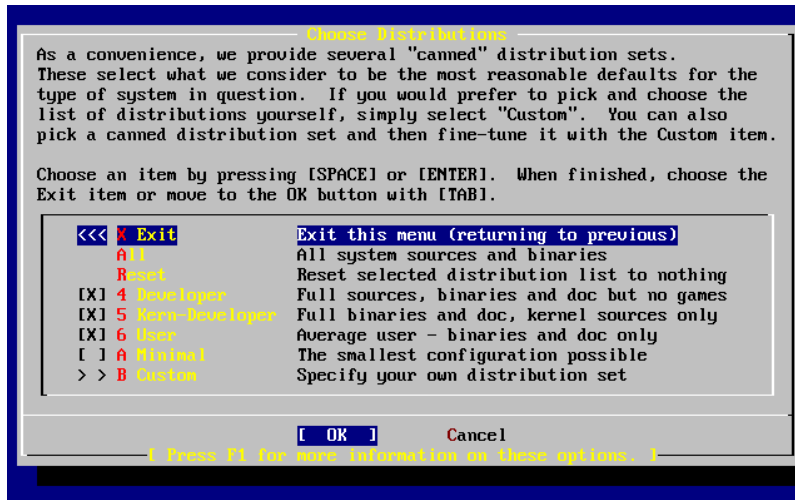 Choose Distributions
As a convenience, we provide several "canned" distribution sets.
These select what we consider to be the most reasonable defaults for the
type of system in question.  If you would prefer to pick and choose the
list of distributions yourself, simply select "Custom".  You can also
pick a canned distribution set and then fine-tune it with the Custom item.
Choose an item by pressing [SPACE] or [ENTER].  When finished, choose the
Exit item or move to the OK button with [TAB].
<<< X Exit Exit this menu (returning to previous)
All All system sources and binaries
Reset Reset selected distribution list to nothing
[X] 4 Developer Full sources, binaries and doc but no games
[X] 5 Kern-Developer Full binaries and doc, kernel sources only
[X] 6 User Average user - binaries and doc only
[ ] A Minimal The smallest configuration possible
> > B Custom Specify your own distribution set
[ OK ] Cancel
[ Press F1 for more information on these options. ]